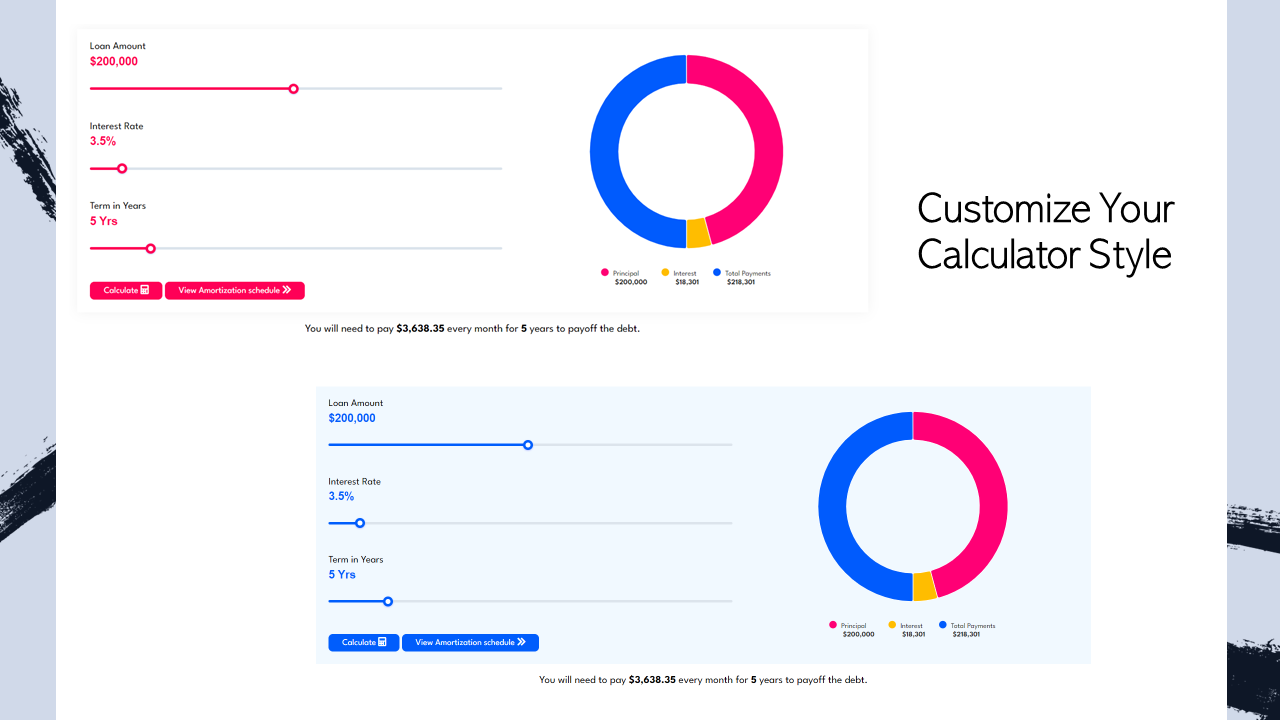 Loan Amount
$200,000
Interest Rate
3.5%
Term in Years
5 Yrs
Calculate
View Amortization schedule
Principal
$200,000
Interest
$18,301
Total Payments
$218,301
You will need to pay $3,638.35 every month for 5 years to payoff the debt.
Customize Your
Calculator Style
Loan Amount
$200,000
Interest Rate
3.5%
Term in Years
5 Yrs
Calculate
View Amortization schedule
Principal
$200,000
Interest
$18,301
Total Payments
$218,301
You will need to pay $3,638.35 every month for 5 years to payoff the debt.